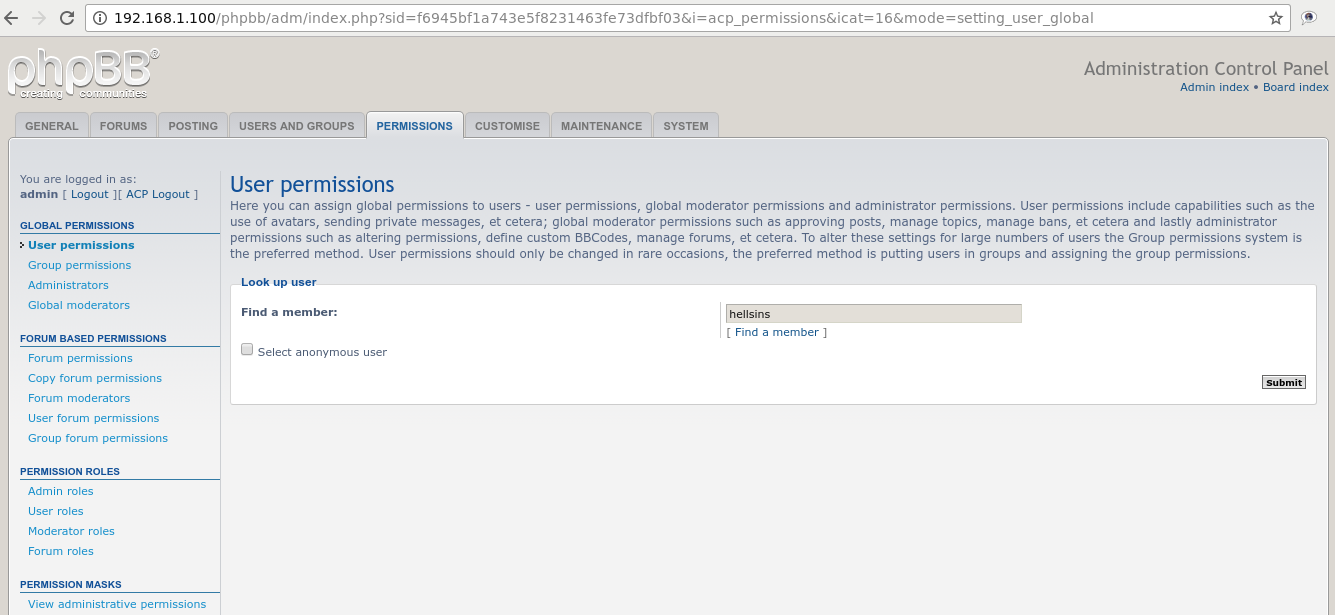 192.168.1.100/phpbb/adm/index.php?sid=f6945bf1a743e5f8231463fe73dfbf03&i=acp_permissions&icat=16&mode=setting_user_global
phpBB®
creating communities
Administration Control Panel
Admin index • Board index
GENERAL FORUMS POSTING USERS AND GROUPS PERMISSIONS CUSTOMISE MAINTENANCE SYSTEM
You are logged in as:
admin [ Logout ][ ACP Logout ]
GLOBAL PERMISSIONS
User permissions
Group permissions
Administrators
Global moderators
FORUM BASED PERMISSIONS
Forum permissions
Copy forum permissions
Forum moderators
User forum permissions
Group forum permissions
PERMISSION ROLES
Admin roles
User roles
Moderator roles
Forum roles
PERMISSION MASKS
View administrative permissions
User permissions
Here you can assign global permissions to users - user permissions, global moderator permissions and administrator permissions. User permissions include capabilities such as the
use of avatars, sending private messages, et cetera; global moderator permissions such as approving posts, manage topics, manage bans, et cetera and lastly administrator
permissions such as altering permissions, define custom BBCodes, manage forums, et cetera. To alter these settings for large numbers of users the Group permissions system is
the preferred method. User permissions should only be changed in rare occasions, the preferred method is putting users in groups and assigning the group permissions.
Look up user
Find a member:
hellsins
[ Find a member ]
Select anonymous user
Submit